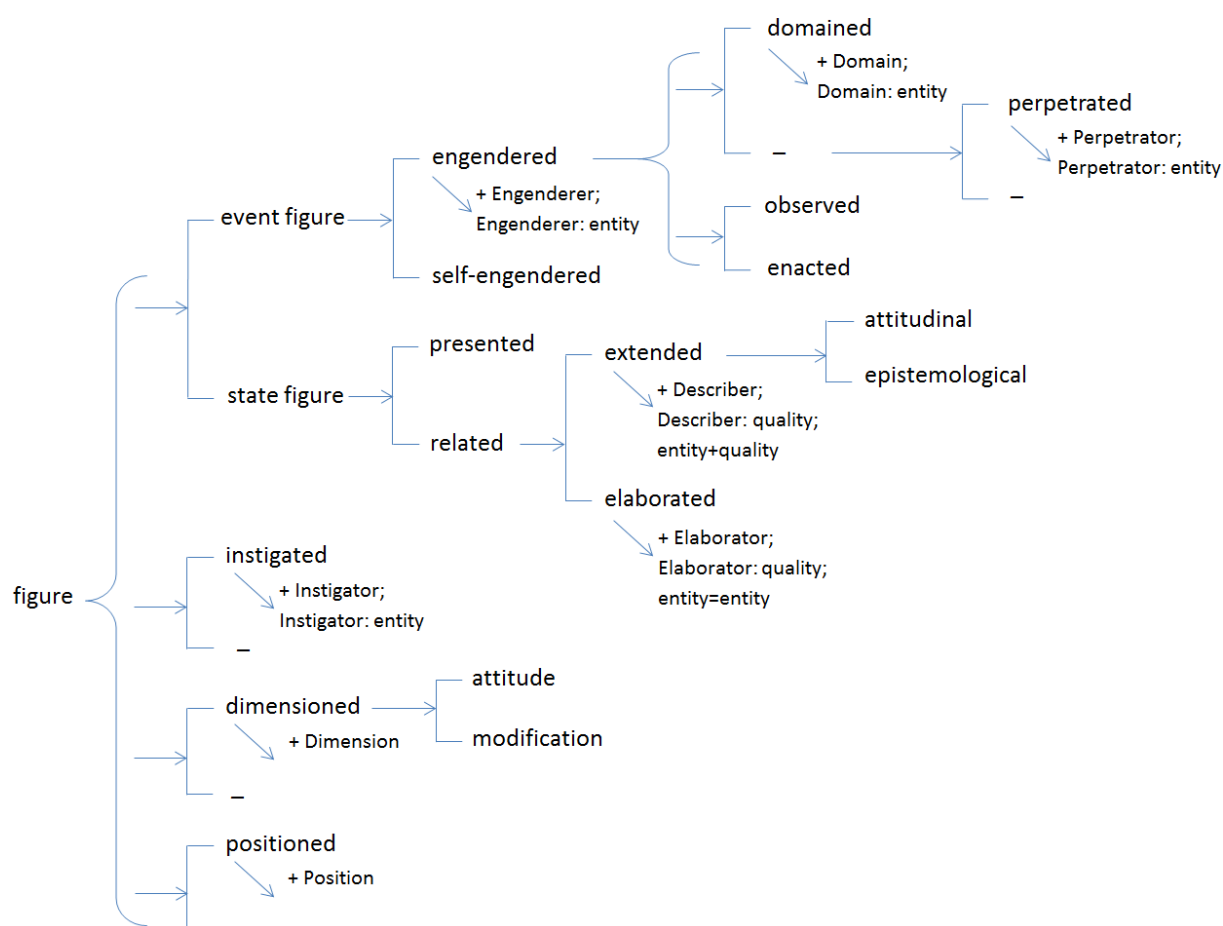 domained
+ Domain;
Domain: entity
perpetrated
+ Perpetrator;
Perpetrator: entity
–
–
engendered
+ Engenderer;
Engenderer: entity
observed
event figure
self-engendered
enacted
presented
extended
attitudinal
+ Describer;
Describer: quality;
entity+quality
epistemological
state figure
related
elaborated
+ Elaborator;
Elaborator: quality;
entity=entity
figure
instigated
+ Instigator;
Instigator: entity
–
dimensioned
+ Dimension
attitude
modification
–
positioned
+ Position